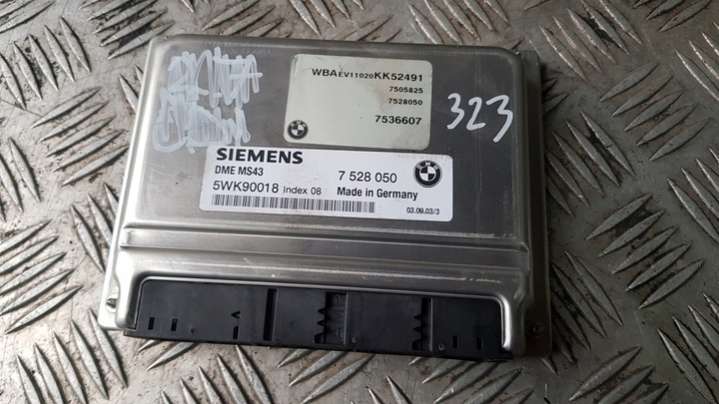 WBAEV11020KK52491
7505825
7528050
7536607
323
SIEMENS
DME MS43
7 528 050
5WK90018 Index 08
Made in Germany
03.09.03/3